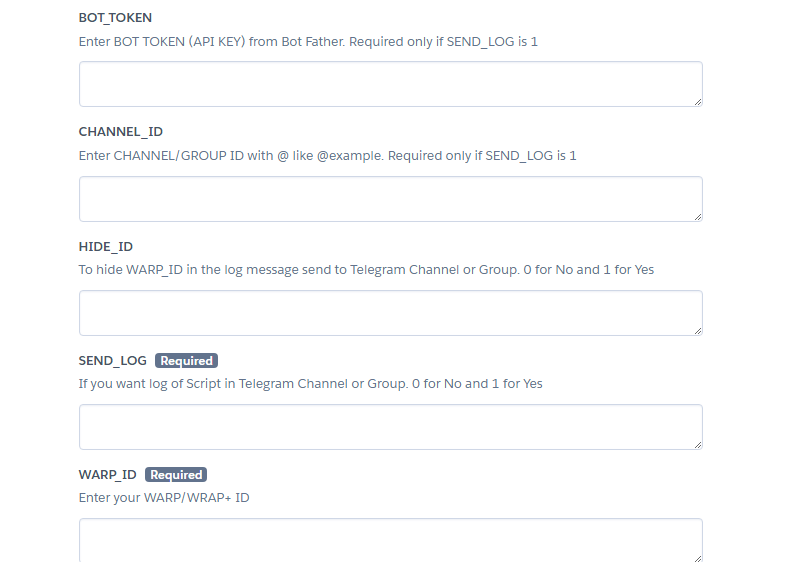 BOT_TOKEN
Enter BOT TOKEN (API KEY) from Bot Father. Required only if SEND_LOG is 1
CHANNEL_ID
Enter CHANNEL/GROUP ID with @ like @example. Required only if SEND_LOG is 1
HIDE_ID
To hide WARP_ID in the log message send to Telegram Channel or Group. 0 for No and 1 for Yes
SEND_LOG Required
If you want log of Script in Telegram Channel or Group. 0 for No and 1 for Yes
WARP_ID Required
Enter your WARP/WRAP+ ID